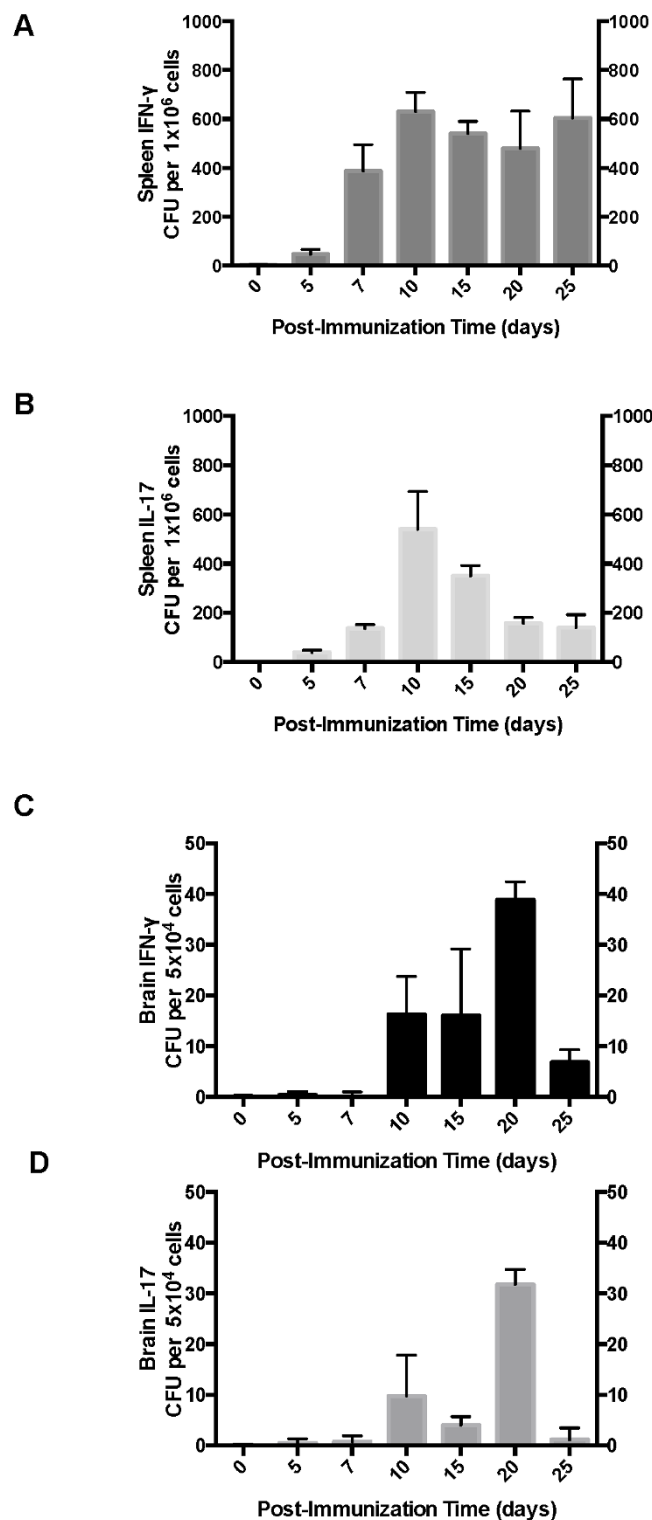 A
1000 1000
800 800
600 600
400 400
200 200
0 0
Spleen IFN-γ
CFU per 1x10⁶ cells
0 5 7 10 15 20 25
Post-Immunization Time (days)
B
1000 1000
800 800
600 600
400 400
200 200
0 0
Spleen IL-17
CFU per 1x10⁶ cells
0 5 7 10 15 20 25
Post-Immunization Time (days)
C
50 50
40 40
30 30
20 20
10 10
0 0
Brain IFN-γ
CFU per 5x10⁴ cells
0 5 7 10 15 20 25
Post-Immunization Time (days)
D
50 50
40 40
30 30
20 20
10 10
0 0
Brain IL-17
CFU per 5x10⁴ cells
0 5 7 10 15 20 25
Post-Immunization Time (days)